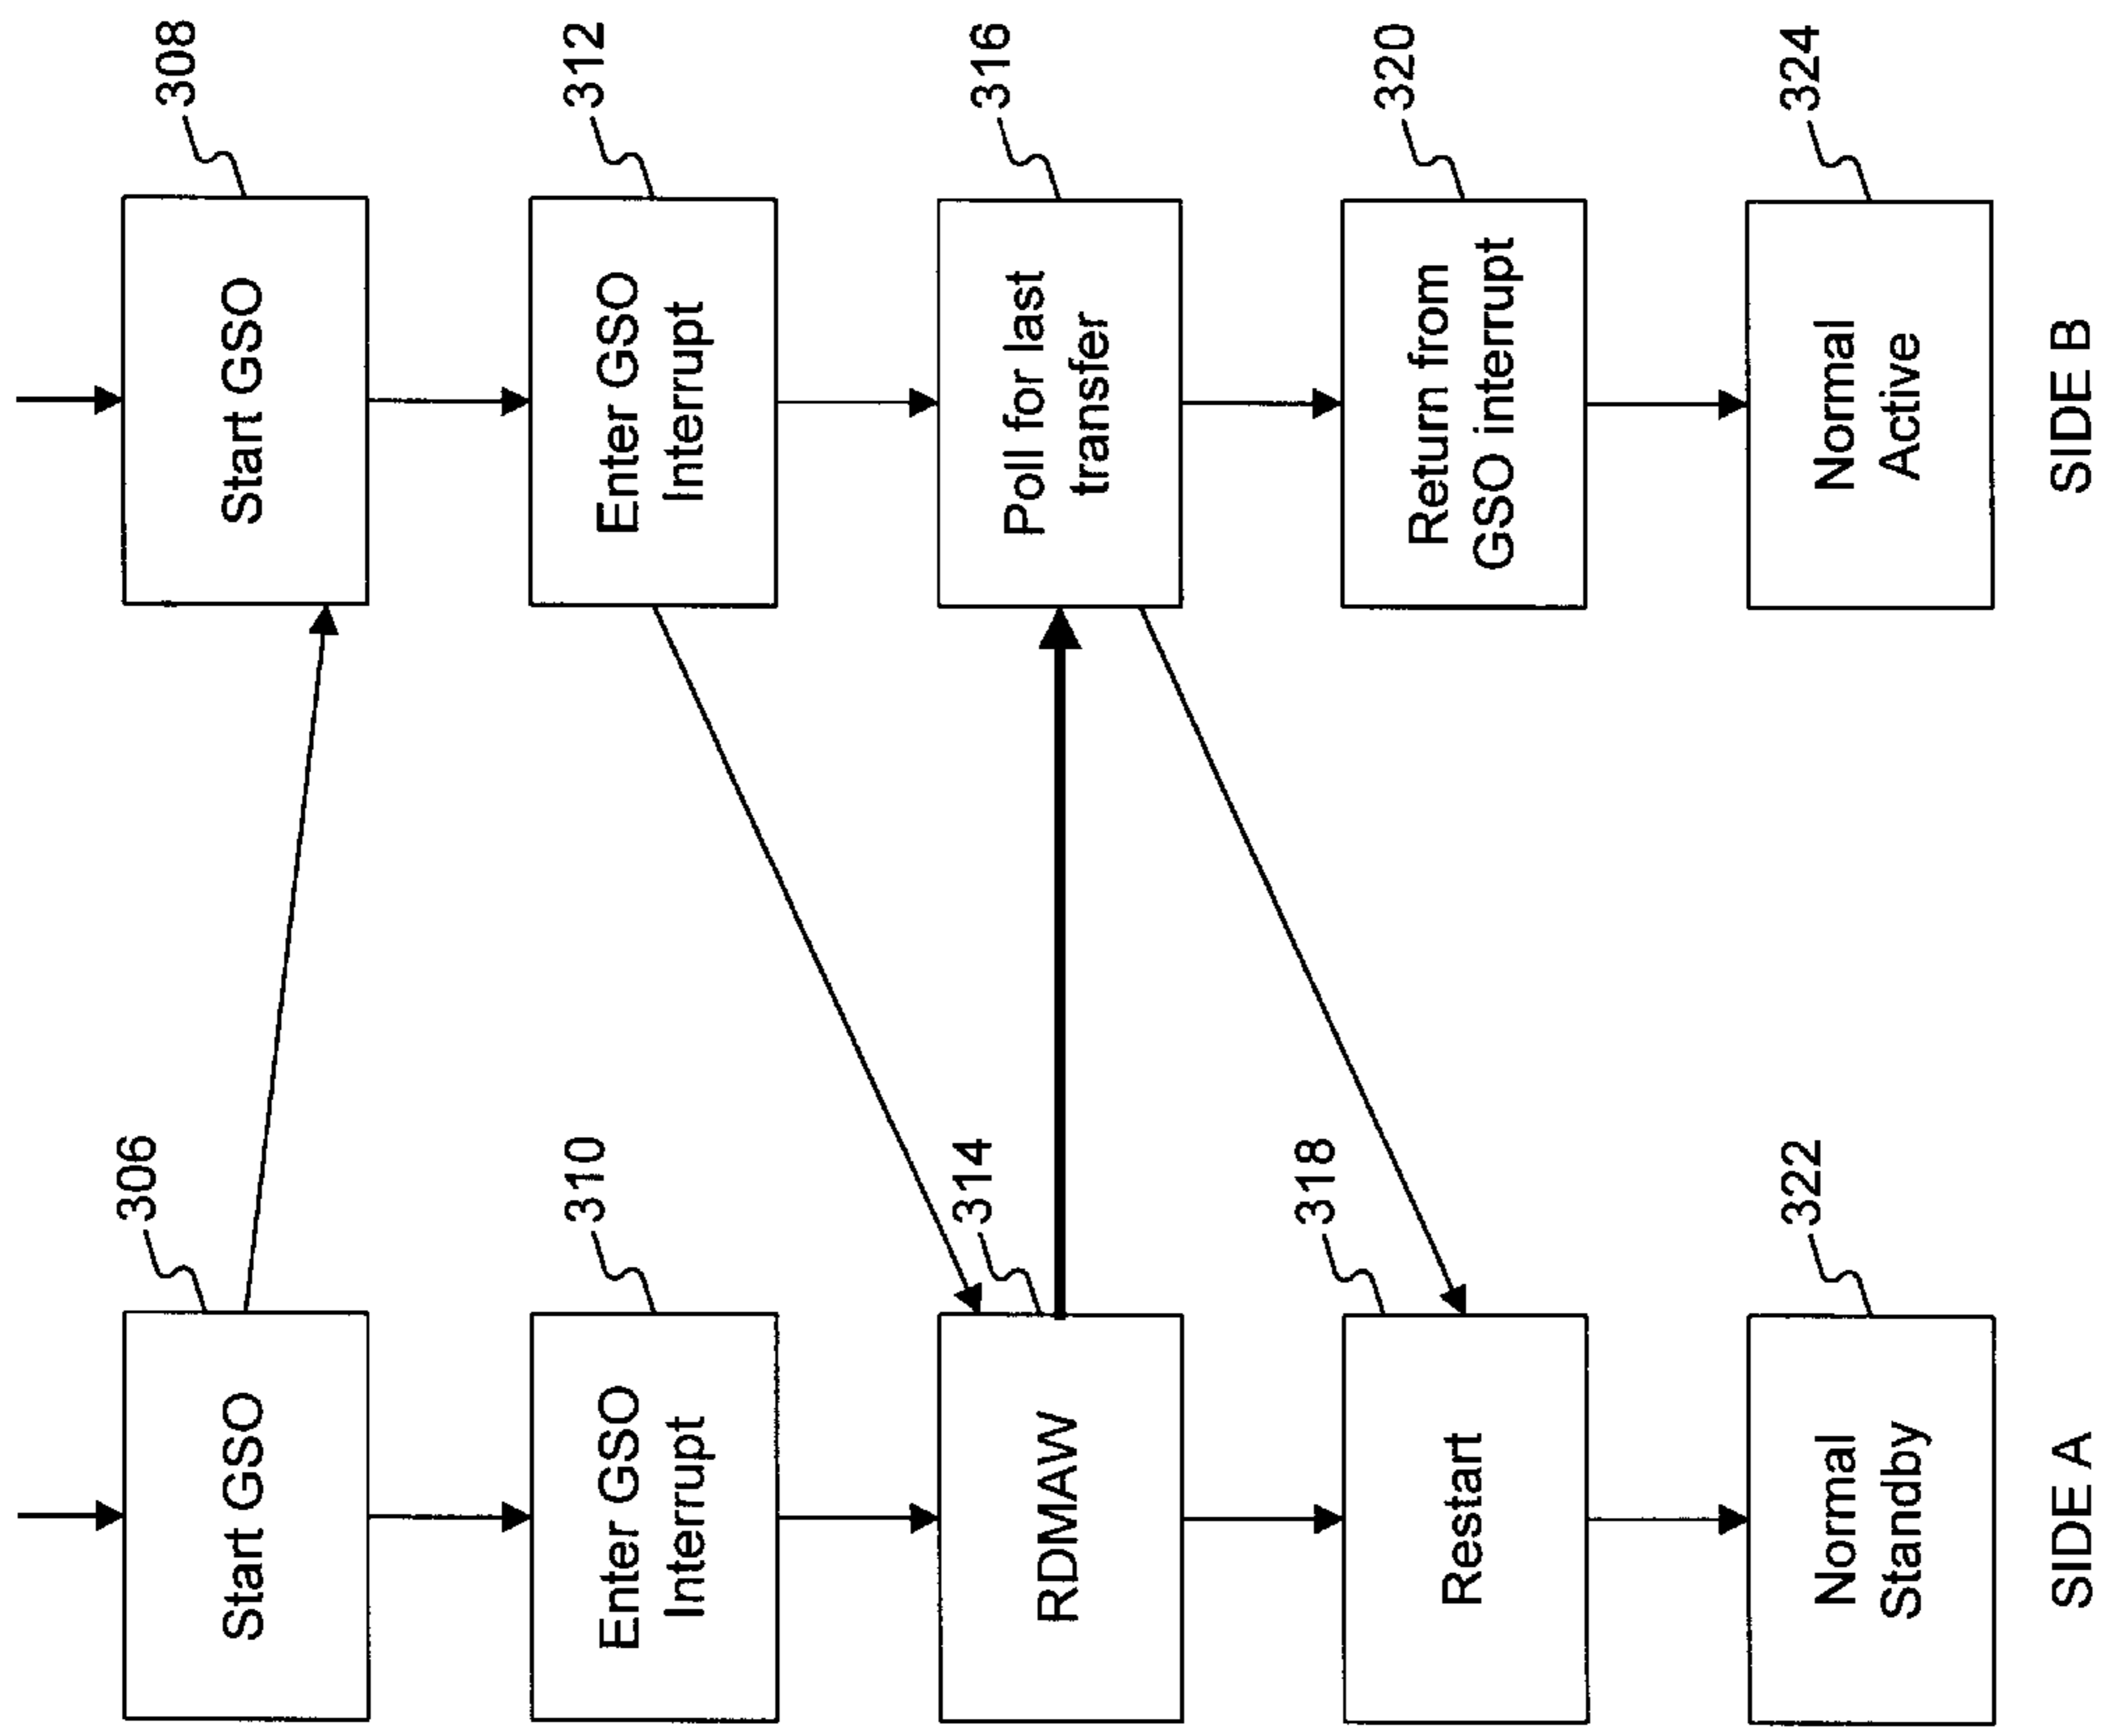 306
Start GSO
308
Start GSO
310
Enter GSO
Interrupt
312
Enter GSO
Interrupt
314
RDMAW
316
Poll for last
transfer
318
Restart
320
Return from
GSO interrupt
322
Normal
Standby
324
Normal
Active
SIDE A
SIDE B